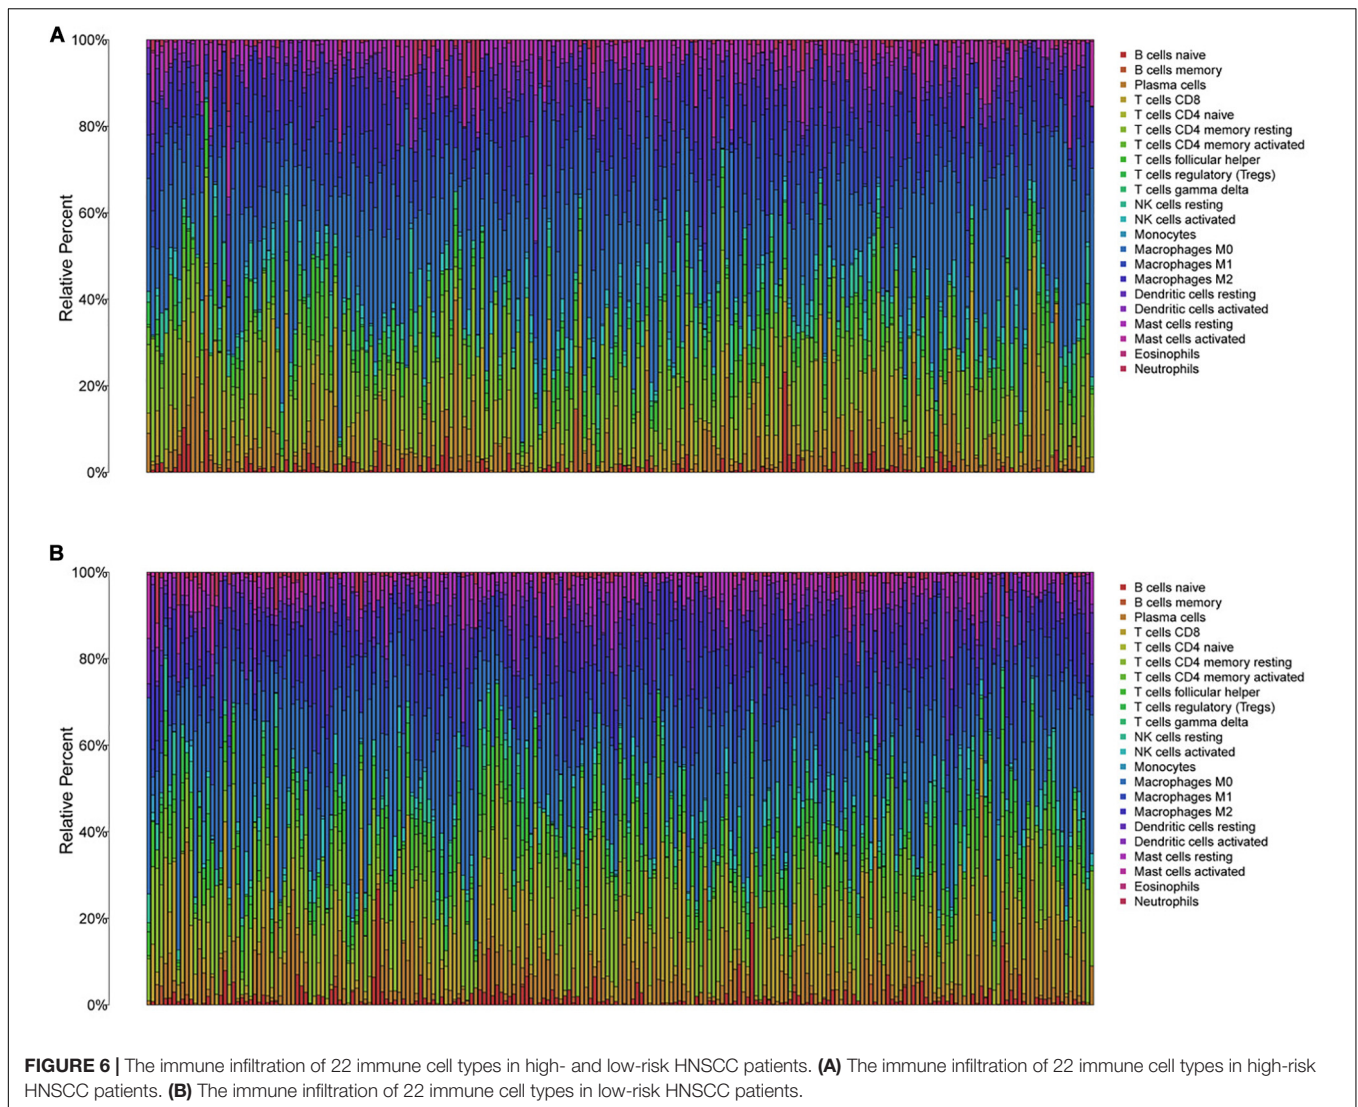 A
100%
80%
60%
40%
20%
0%
Relative Percent
B cells naive
B cells memory
Plasma cells
T cells CD8
T cells CD4 naive
T cells CD4 memory resting
T cells CD4 memory activated
T cells follicular helper
T cells regulatory (Tregs)
T cells gamma delta
NK cells resting
NK cells activated
Monocytes
Macrophages M0
Macrophages M1
Macrophages M2
Dendritic cells resting
Dendritic cells activated
Mast cells resting
Mast cells activated
Eosinophils
Neutrophils
B
100%
80%
60%
40%
20%
0%
Relative Percent
B cells naive
B cells memory
Plasma cells
T cells CD8
T cells CD4 naive
T cells CD4 memory resting
T cells CD4 memory activated
T cells follicular helper
T cells regulatory (Tregs)
T cells gamma delta
NK cells resting
NK cells activated
Monocytes
Macrophages M0
Macrophages M1
Macrophages M2
Dendritic cells resting
Dendritic cells activated
Mast cells resting
Mast cells activated
Eosinophils
Neutrophils
FIGURE 6 | The immune infiltration of 22 immune cell types in high- and low-risk HNSCC patients. (A) The immune infiltration of 22 immune cell types in high-risk
HNSCC patients. (B) The immune infiltration of 22 immune cell types in low-risk HNSCC patients.